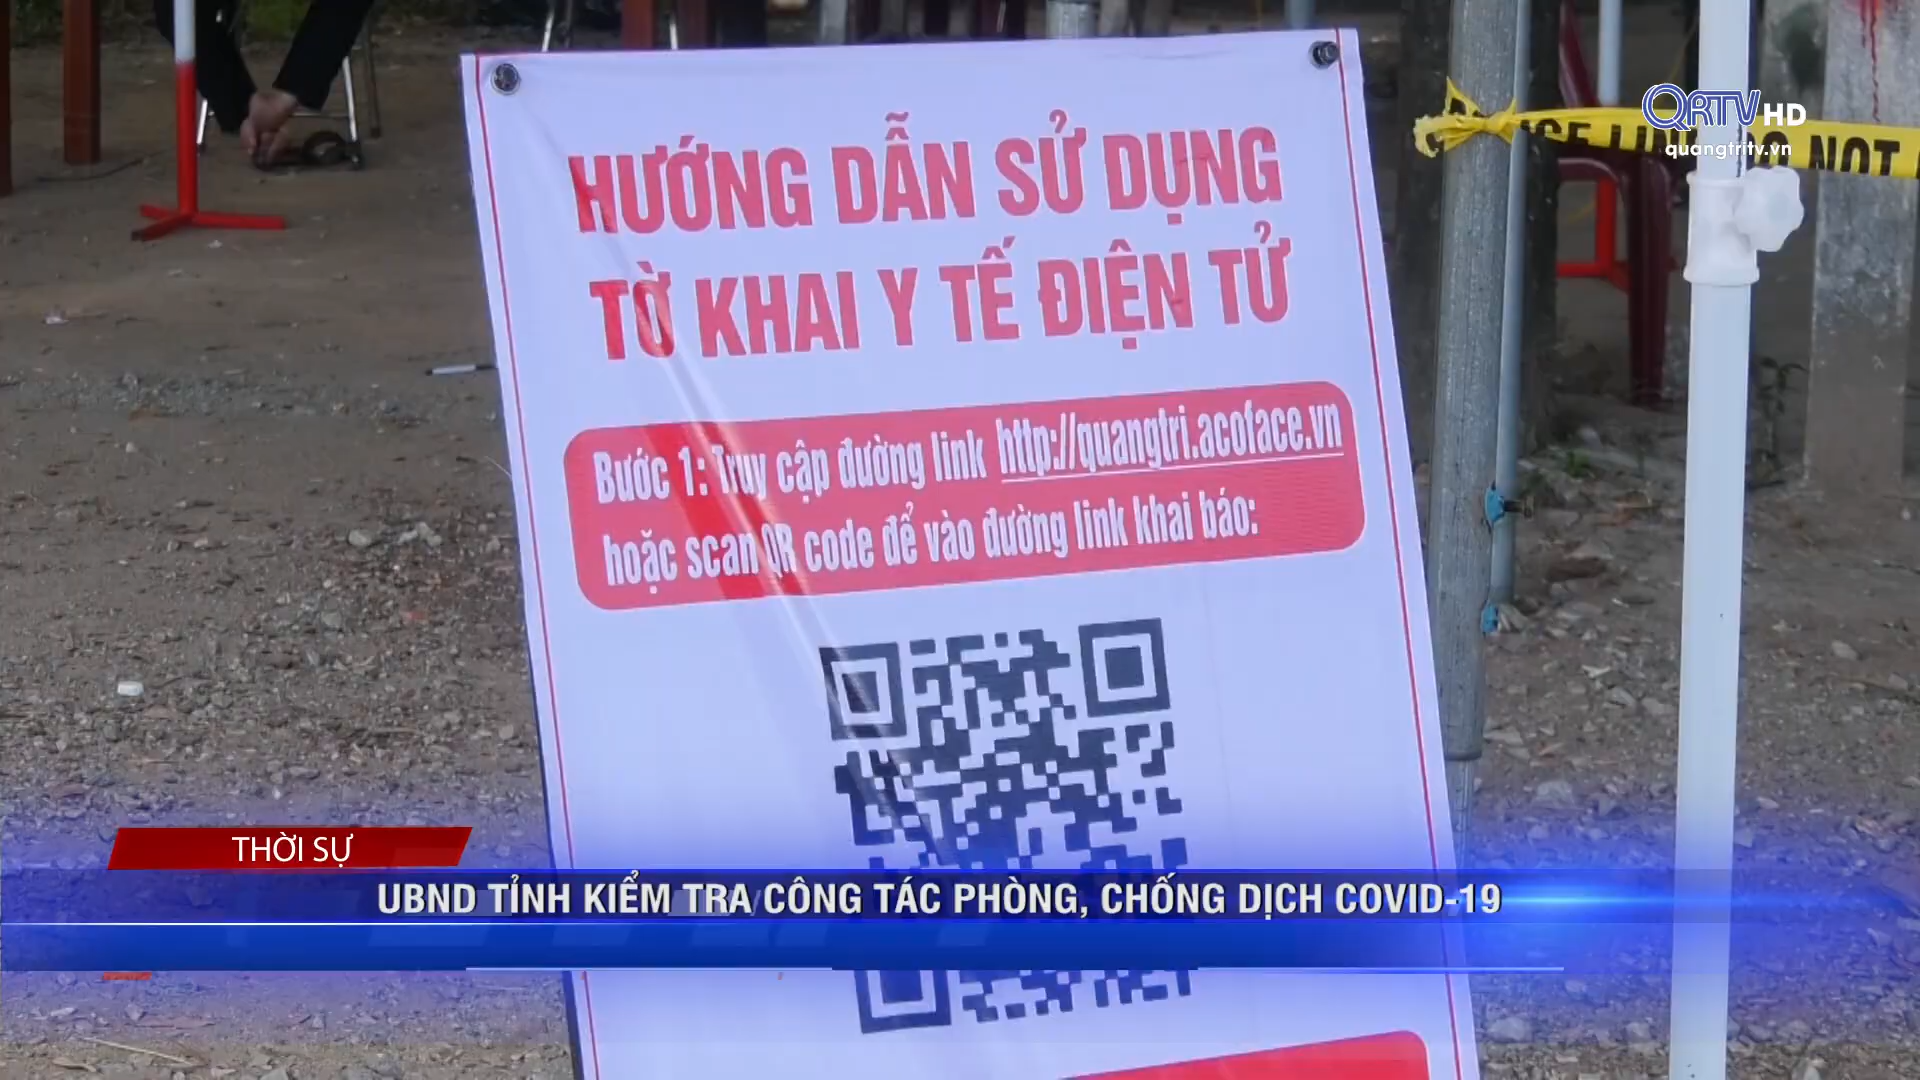 HƯỚNG DẪN SỬ DỤNG
TỜ KHAI Y TẾ ĐIỆN TỬ
Bước 1: Truy cập đường link http://quangtri.acoface.vn
hoặc scan QR code để vào đường link khai báo:
QRTV HD
quangtritv.vn
NOT
THỜI SỰ
UBND TỈNH KIỂM TRA CÔNG TÁC PHÒNG, CHỐNG DỊCH COVID-19